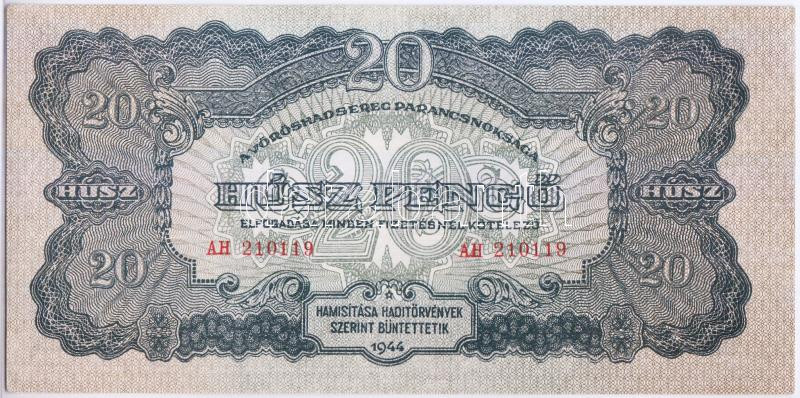 20
20 20
A VÖRÖSHADSEREG PARANCSNOKSÁGA
20
HUSZ HÚSZ PENGŐ HUSZ
ELFOGADÁSA MINDEN FIZETÉSNÉL KÖTELEZŐ
AH 210119 AH 210119
20 20
HAMISÍTÁSA HADITÖRVÉNYEK
SZERINT BÜNTETTETIK
1944